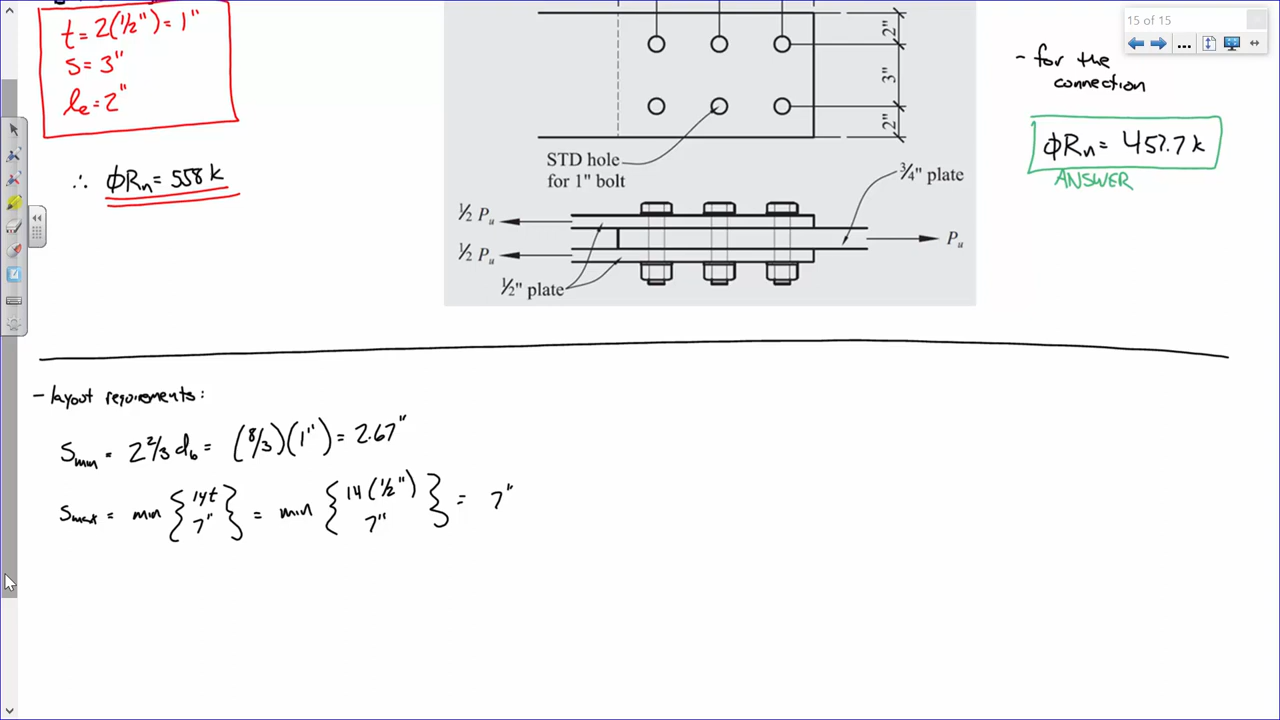 t = 2(1/2") = 1"
s = 3"
le = 2"
∴ ϕRn = 558 k
2"
3"
2"
STD hole
for 1" bolt
3/4" plate
1/2 Pu
1/2 Pu
Pu
1/2" plate
15 of 15
- for the
connection
ϕRn = 457.7 k
ANSWER
- layout requirements:
Smin = 2 2/3 db = (8/3)(1") = 2.67"
Smax = min { 14t 7" } = min { 14(1/2") 7" } = 7"